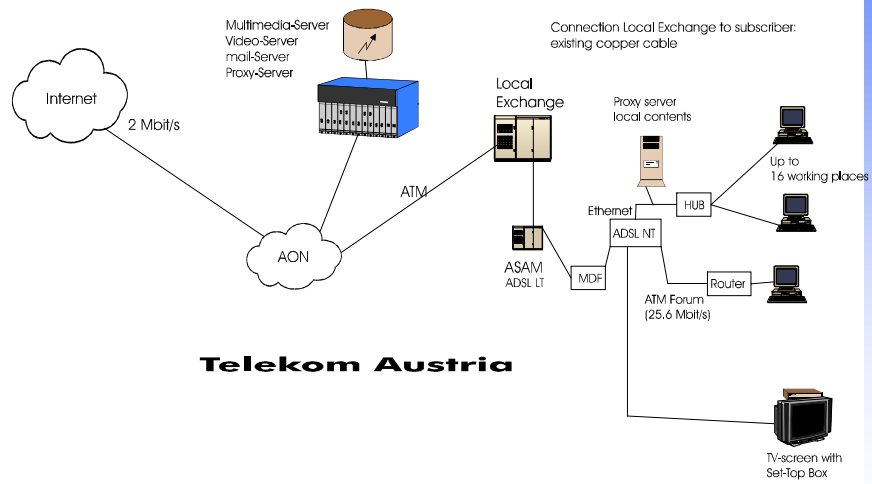 Multimedia-Server
Video-Server
mail-Server
Proxy-Server
Connection Local Exchange to subscriber:
existing copper cable
Internet
2 Mbit/s
Local
Exchange
Proxy server
local contents
Up to
16 working places
ATM
Ethernet
HUB
ADSL NT
AON
ASAM
ADSL LT
MDF
Router
ATM Forum
(25.6 Mbit/s)
Telekom Austria
TV-screen with
Set-Top Box